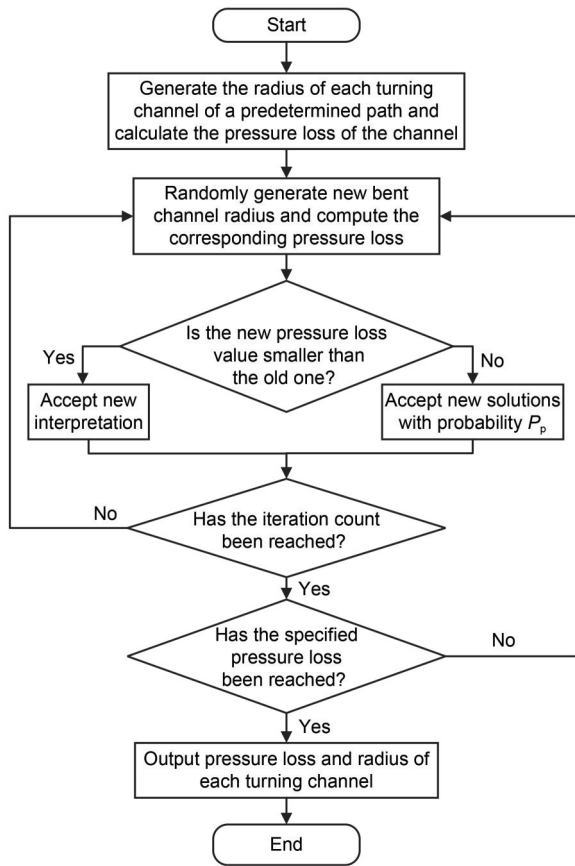 Start
Generate the radius of each turning
channel of a predetermined path and
calculate the pressure loss of the channel
Randomly generate new bent
channel radius and compute the
corresponding pressure loss
Is the new pressure loss
value smaller than
the old one?
Yes
No
Accept new
interpretation
Accept new solutions
with probability Pp
No
Has the iteration count
been reached?
Yes
Has the specified
pressure loss
been reached?
No
Yes
Output pressure loss and radius of
each turning channel
End